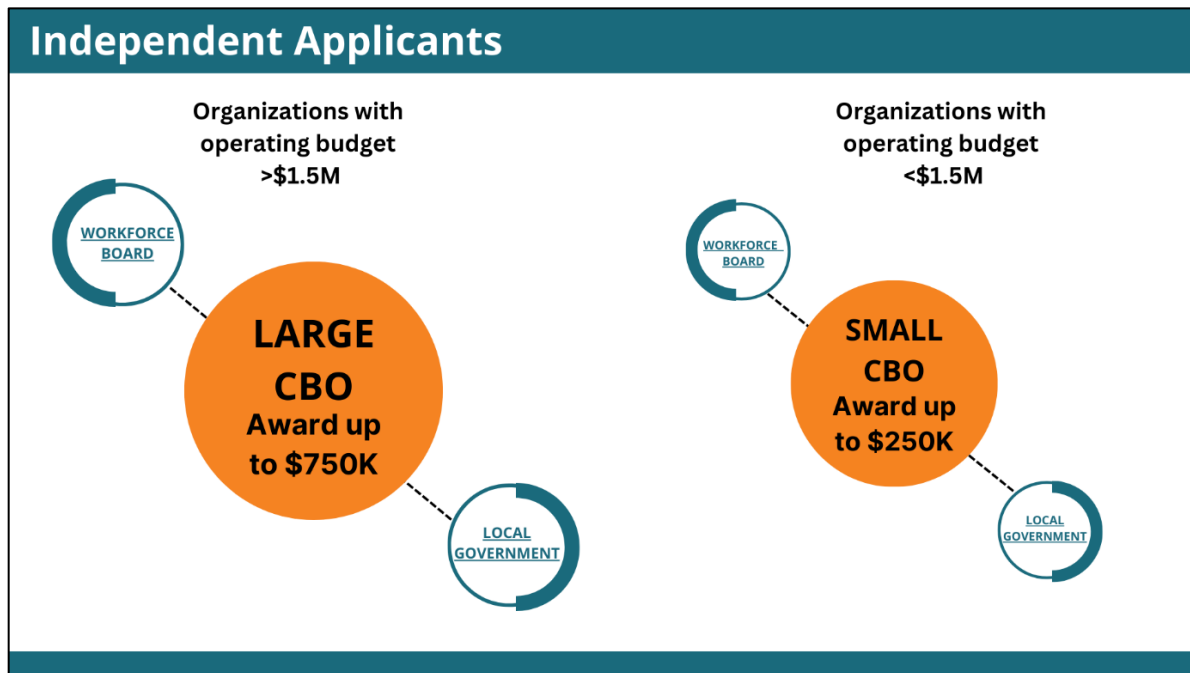 Independent Applicants
Organizations with
operating budget
>$1.5M
WORKFORCE
BOARD
LARGE
CBO
Award up
to $750K
LOCAL
GOVERNMENT
Organizations with
operating budget
<$1.5M
WORKFORCE
BOARD
SMALL
CBO
Award up
to $250K
LOCAL
GOVERNMENT